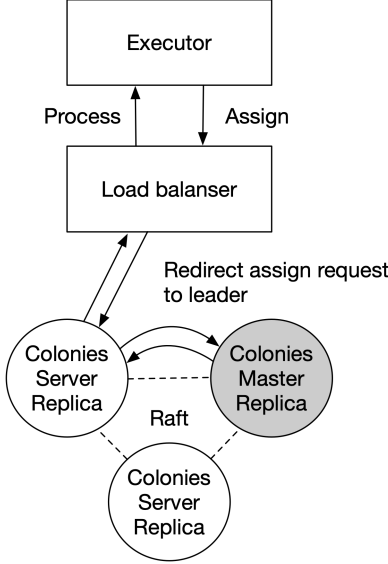 Executor
Process
Assign
Load balanser
Redirect assign request
to leader
Colonies
Server
Replica
Colonies
Master
Replica
Raft
Colonies
Server
Replica